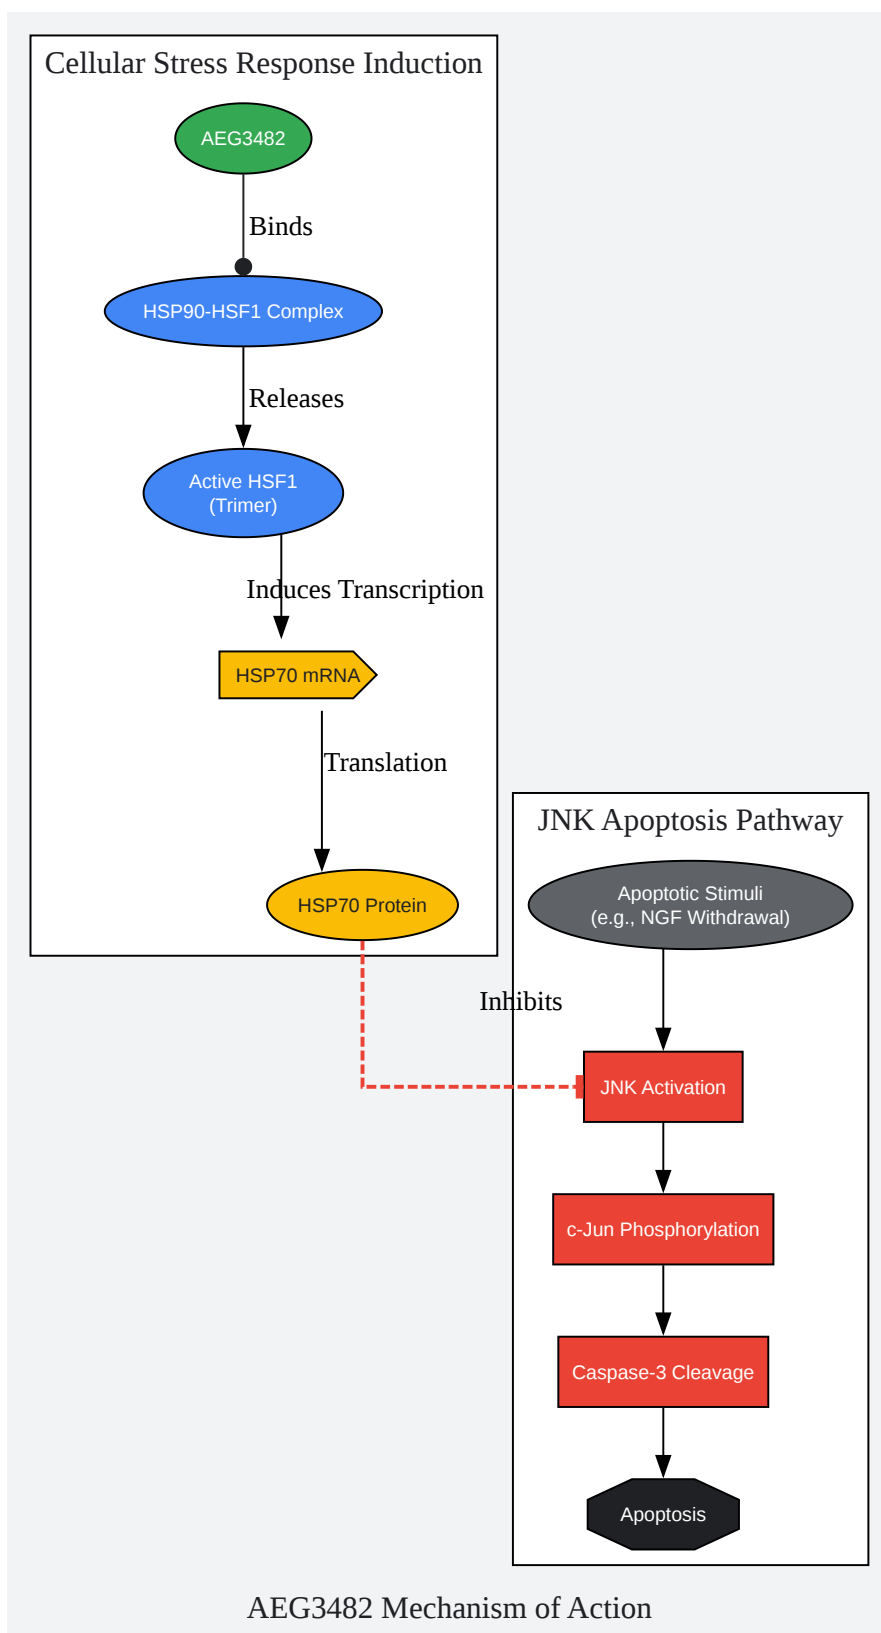 Cellular Stress Response Induction
AEG3482
Binds
HSP90-HSF1 Complex
Releases
Active HSF1
(Trimer)
Induces Transcription
HSP70 mRNA
Translation
HSP70 Protein
JNK Apoptosis Pathway
Apoptotic Stimuli
(e.g., NGF Withdrawal)
Inhibits
JNK Activation
c-Jun Phosphorylation
Caspase-3 Cleavage
Apoptosis
AEG3482 Mechanism of Action